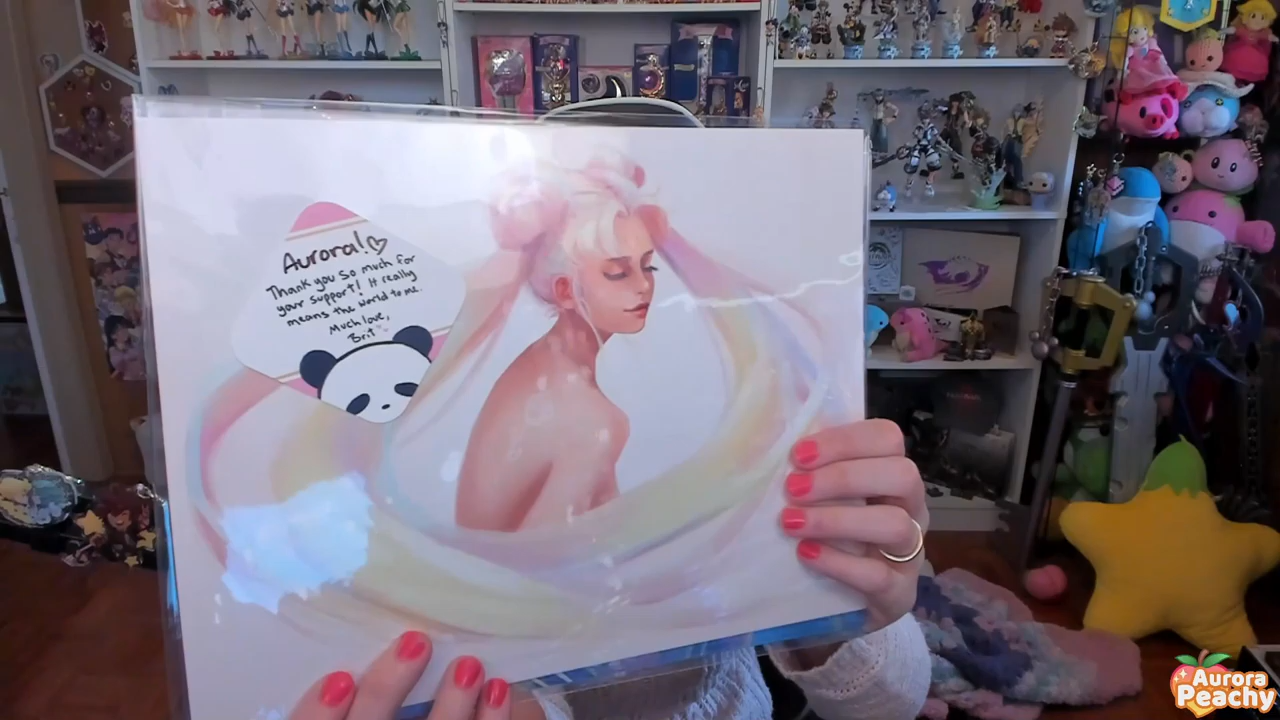 Aurora!
Thank you so much for
your support! It really
means the world to me.
Much love,
Brit
Aurora
Peachy